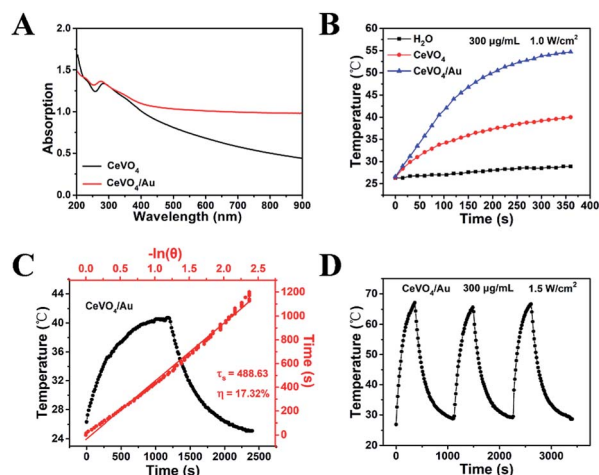 A
2.0
1.5
1.0
0.5
0.0
Absorption
CeVO₄
CeVO₄/Au
200 300 400 500 600 700 800 900
Wavelength (nm)
B
H₂O
CeVO₄
CeVO₄/Au
300 μg/mL 1.0 W/cm²
60
55
50
45
40
35
30
25
Temperature (℃)
0 50 100 150 200 250 300 350 400
Time (s)
C
-ln(θ)
0.0 0.5 1.0 1.5 2.0 2.5
CeVO₄/Au
44
40
36
32
28
24
Temperature (℃)
1200
1000
800
600
400
200
0
Time (s)
τs = 488.63
η = 17.32%
0 500 1000 1500 2000 2500
Time (s)
D
CeVO₄/Au 300 μg/mL 1.5 W/cm²
70
60
50
40
30
20
Temperature (℃)
0 1000 2000 3000
Time (s)